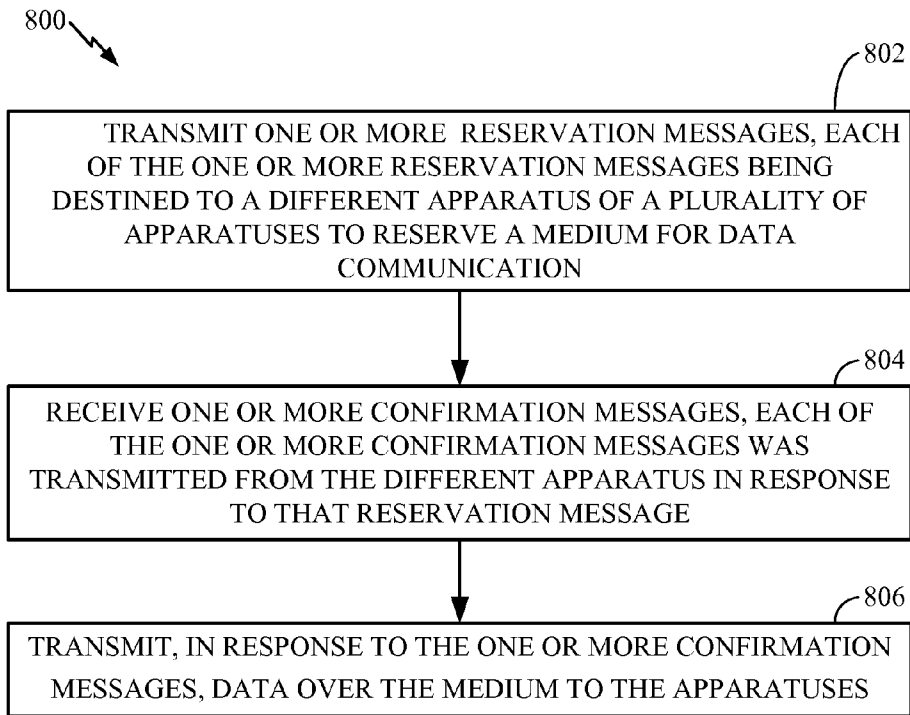 800
802
TRANSMIT ONE OR MORE RESERVATION MESSAGES, EACH
OF THE ONE OR MORE RESERVATION MESSAGES BEING
DESTINED TO A DIFFERENT APPARATUS OF A PLURALITY OF
APPARATUSES TO RESERVE A MEDIUM FOR DATA
COMMUNICATION
804
RECEIVE ONE OR MORE CONFIRMATION MESSAGES, EACH OF
THE ONE OR MORE CONFIRMATION MESSAGES WAS
TRANSMITTED FROM THE DIFFERENT APPARATUS IN RESPONSE
TO THAT RESERVATION MESSAGE
806
TRANSMIT, IN RESPONSE TO THE ONE OR MORE CONFIRMATION
MESSAGES, DATA OVER THE MEDIUM TO THE APPARATUSES